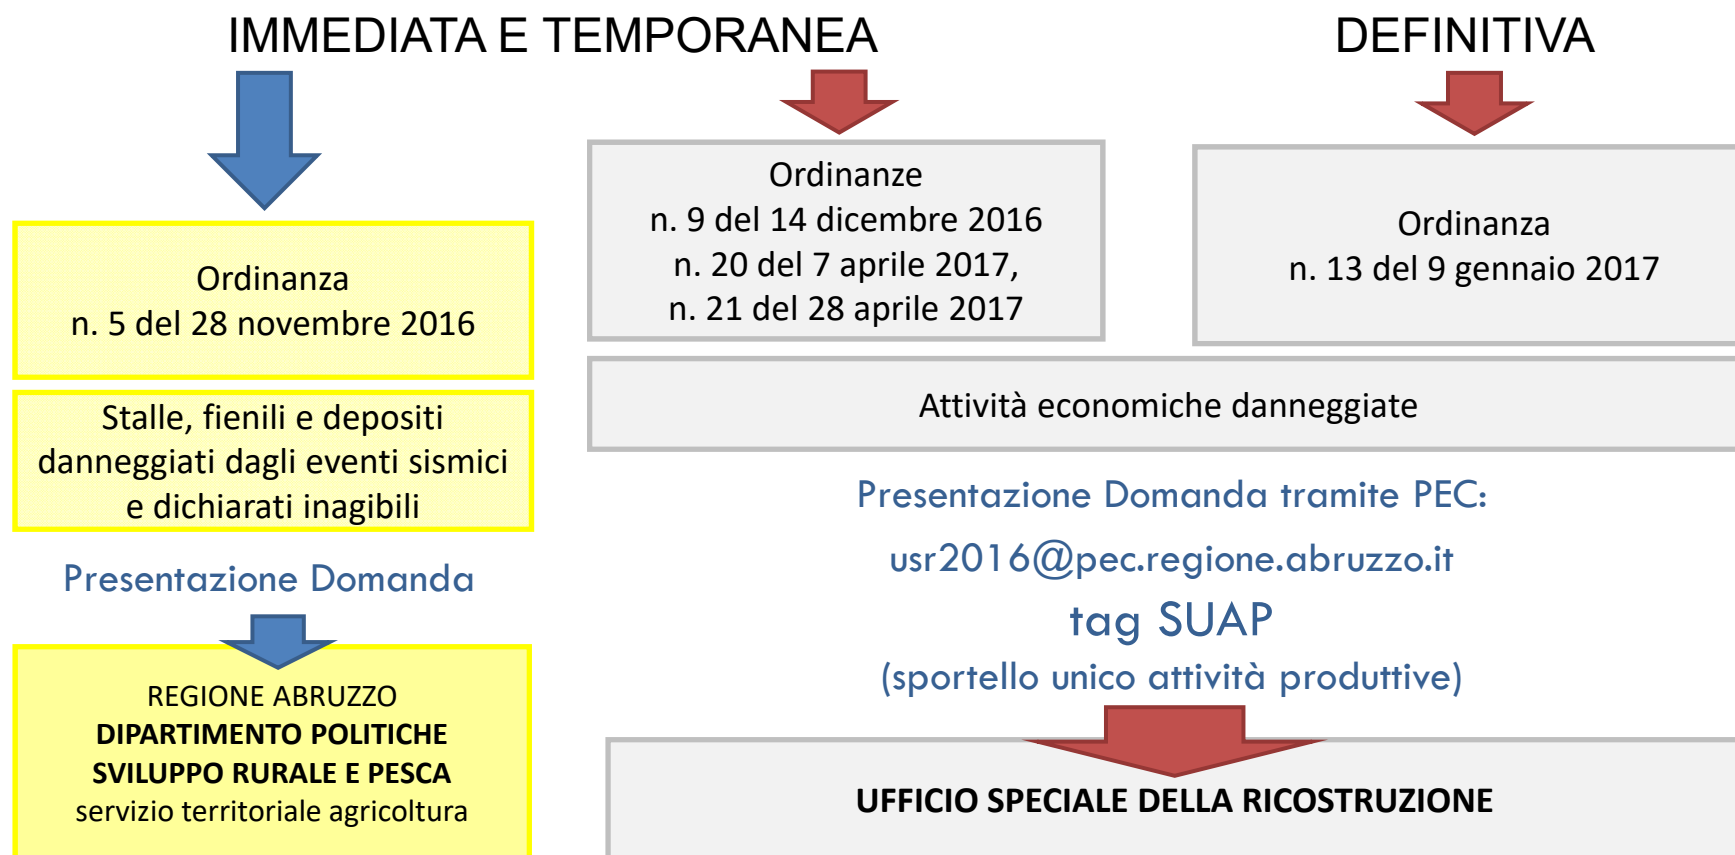 IMMEDIATA E TEMPORANEA
DEFINITIVA
Ordinanza
n. 5 del 28 novembre 2016
Stalle, fienili e depositi
danneggiati dagli eventi sismici
e dichiarati inagibili
Presentazione Domanda
REGIONE ABRUZZO
DIPARTIMENTO POLITICHE
SVILUPPO RURALE E PESCA
servizio territoriale agricoltura
Ordinanze
n. 9 del 14 dicembre 2016
n. 20 del 7 aprile 2017,
n. 21 del 28 aprile 2017
Ordinanza
n. 13 del 9 gennaio 2017
Attività economiche danneggiate
Presentazione Domanda tramite PEC:
usr2016@pec.regione.abruzzo.it
tag SUAP
(sportello unico attività produttive)
UFFICIO SPECIALE DELLA RICOSTRUZIONE